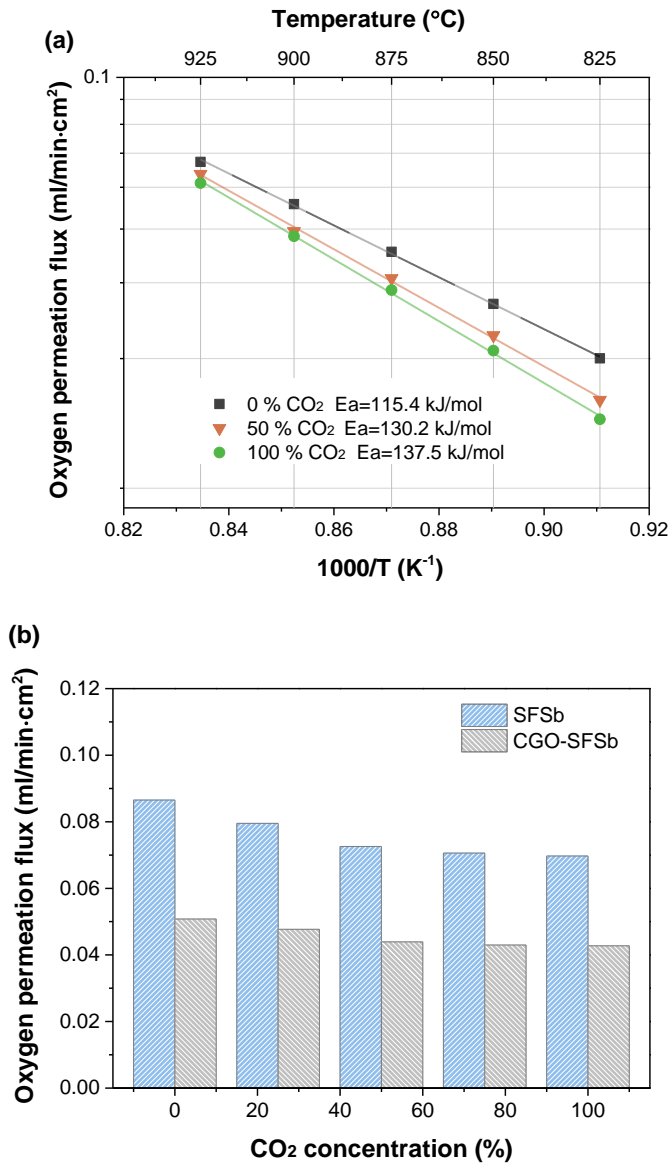 Temperature (°C)
(a)
925 900 875 850 825
0.1
Oxygen permeation flux (ml/min·cm²)
0 % CO₂ Ea=115.4 kJ/mol
50 % CO₂ Ea=130.2 kJ/mol
100 % CO₂ Ea=137.5 kJ/mol
0.82 0.84 0.86 0.88 0.90 0.92
1000/T (K⁻¹)
(b)
0.12
0.10
0.08
0.06
0.04
0.02
0.00
Oxygen permeation flux (ml/min·cm²)
SFSb
CGO-SFSb
0 20 40 60 80 100
CO₂ concentration (%)